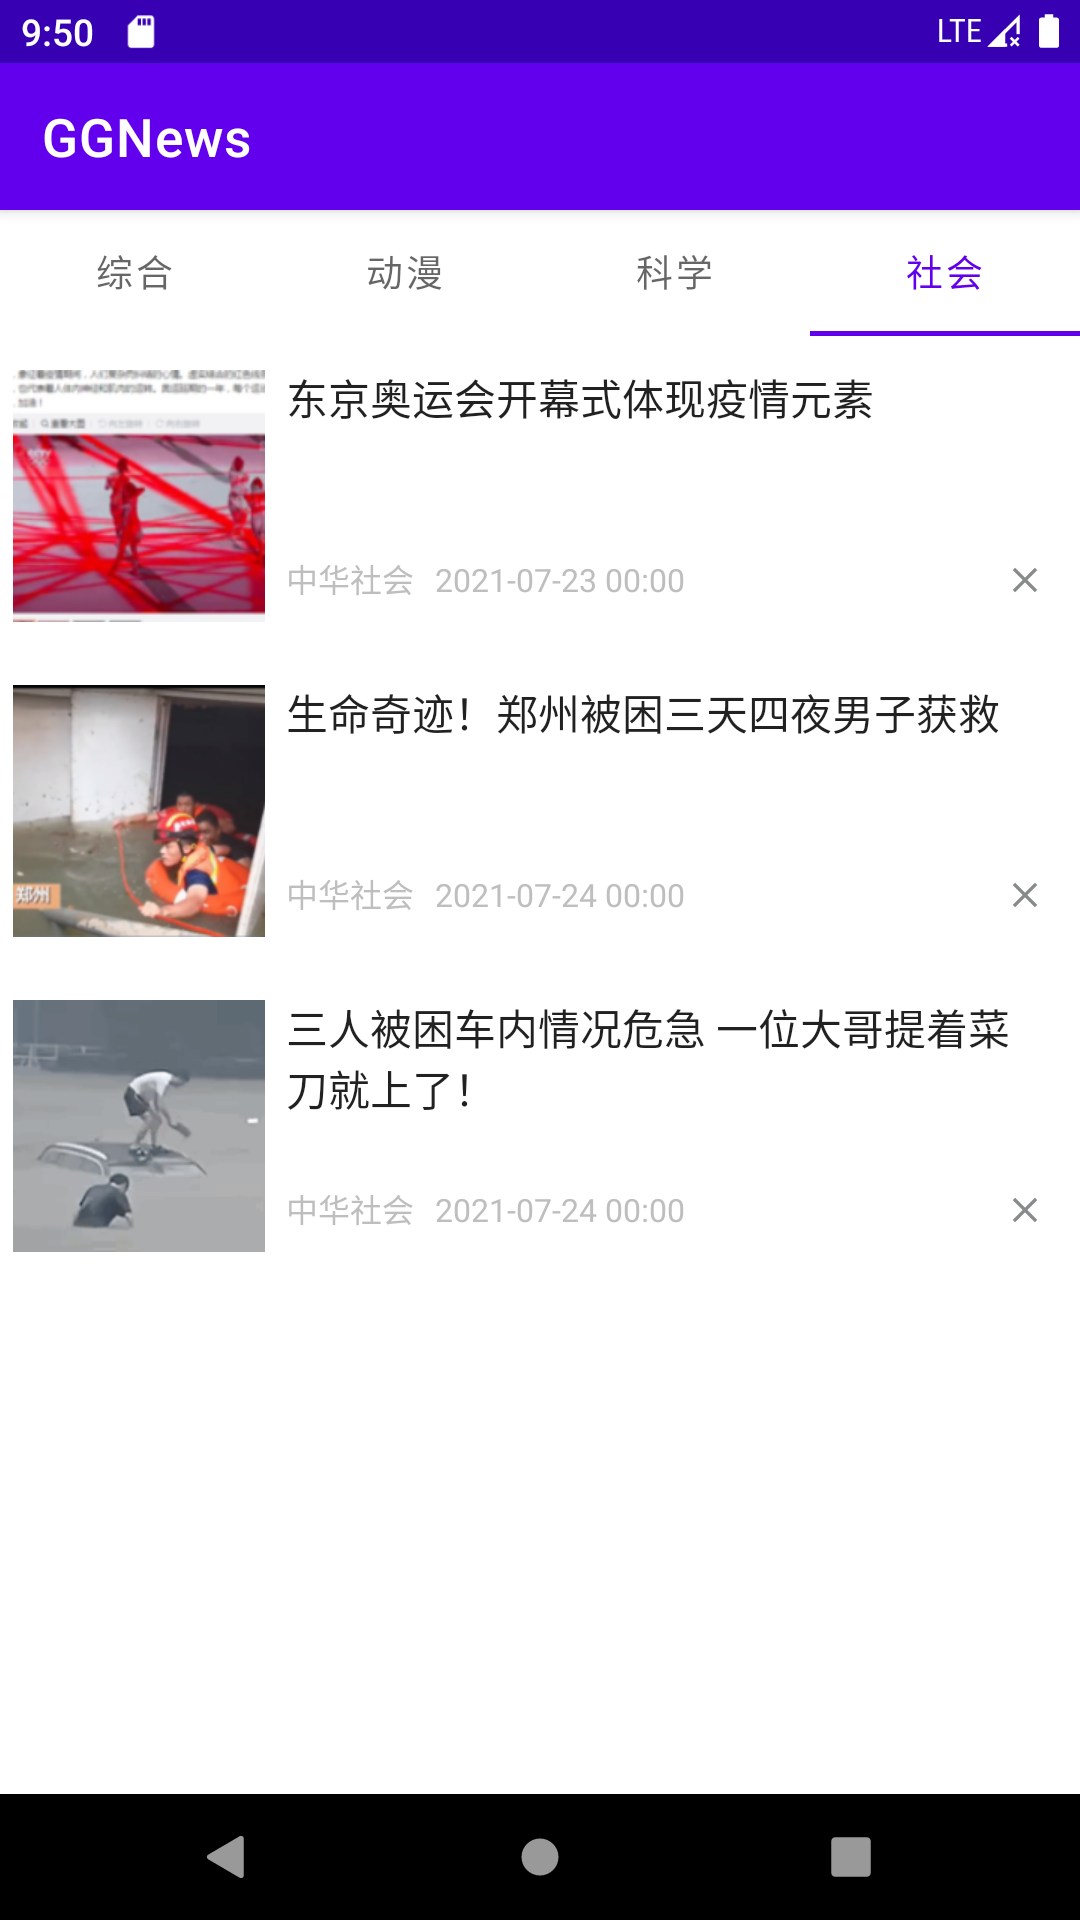 9:50
LTE
GGNews
综合
动漫
科学
社会
查看大图
东京奥运会开幕式体现疫情元素
中华社会 2021-07-23 00:00
生命奇迹！郑州被困三天四夜男子获救
郑州
中华社会 2021-07-24 00:00
三人被困车内情况危急 一位大哥提着菜
刀就上了！
中华社会 2021-07-24 00:00